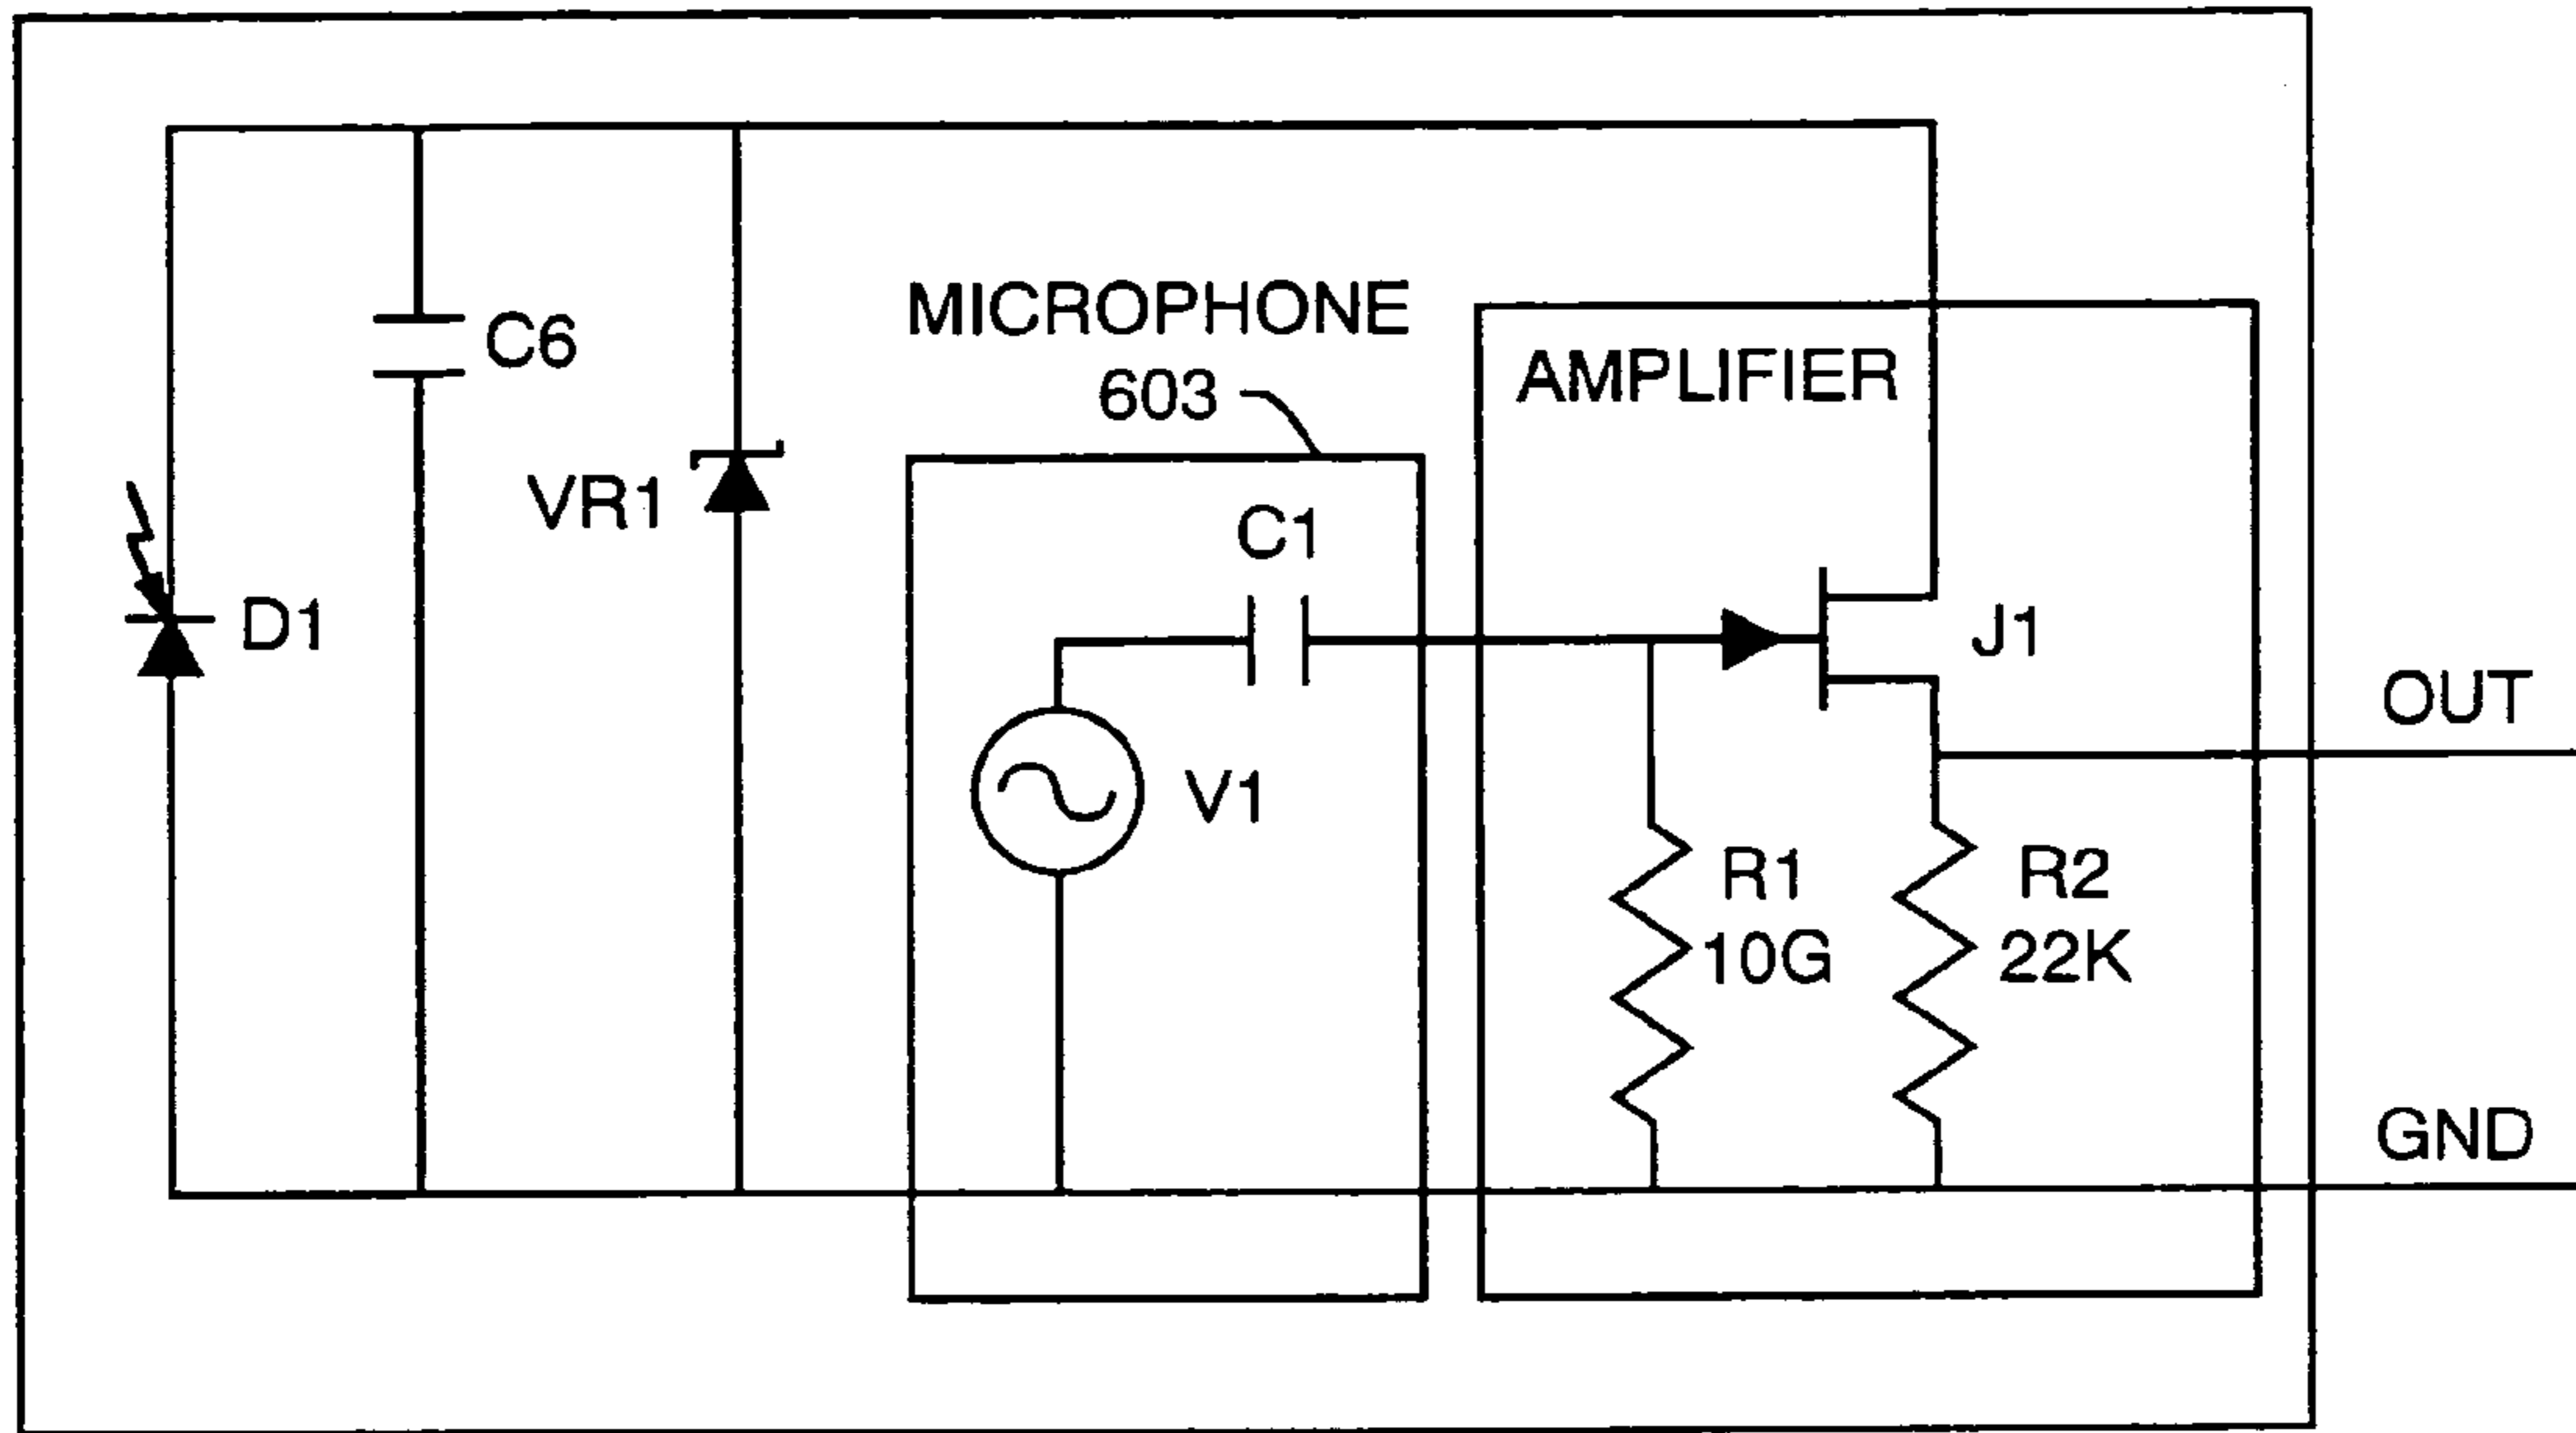 MICROPHONE
603
AMPLIFIER
C6
VR1
C1
D1
J1
V1
OUT
R1
10G
R2
22K
GND